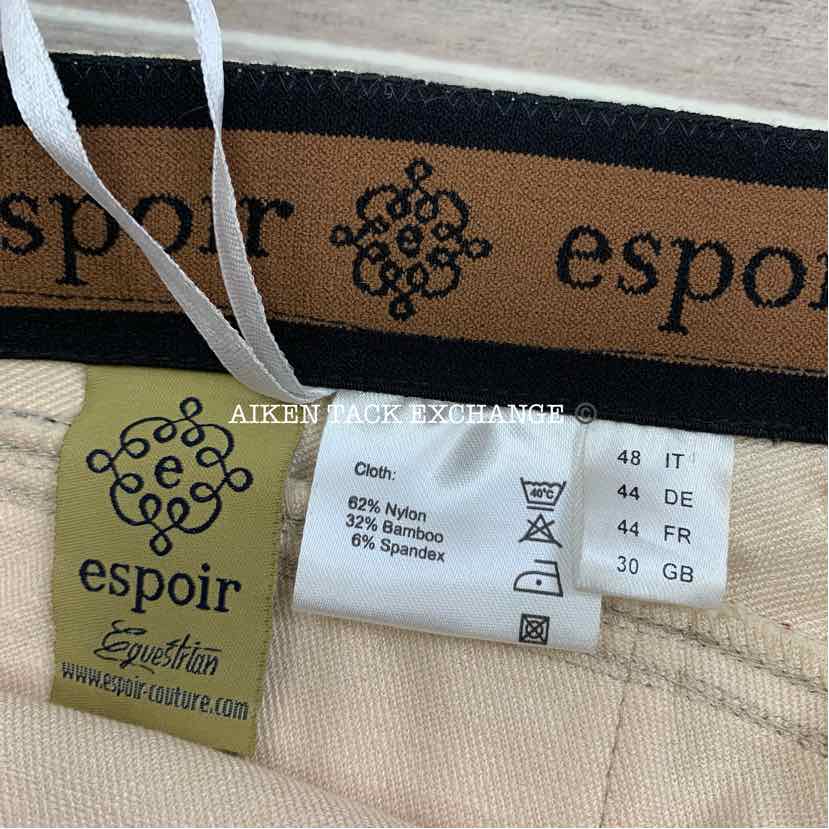 espoir e espoir
AIKEN TACK EXCHANGE ©
e
espoir
Equestrian
www.espoir-couture.com
Cloth:
62% Nylon
32% Bamboo
6% Spandex
40°C
48 IT
44 DE
44 FR
30 GB